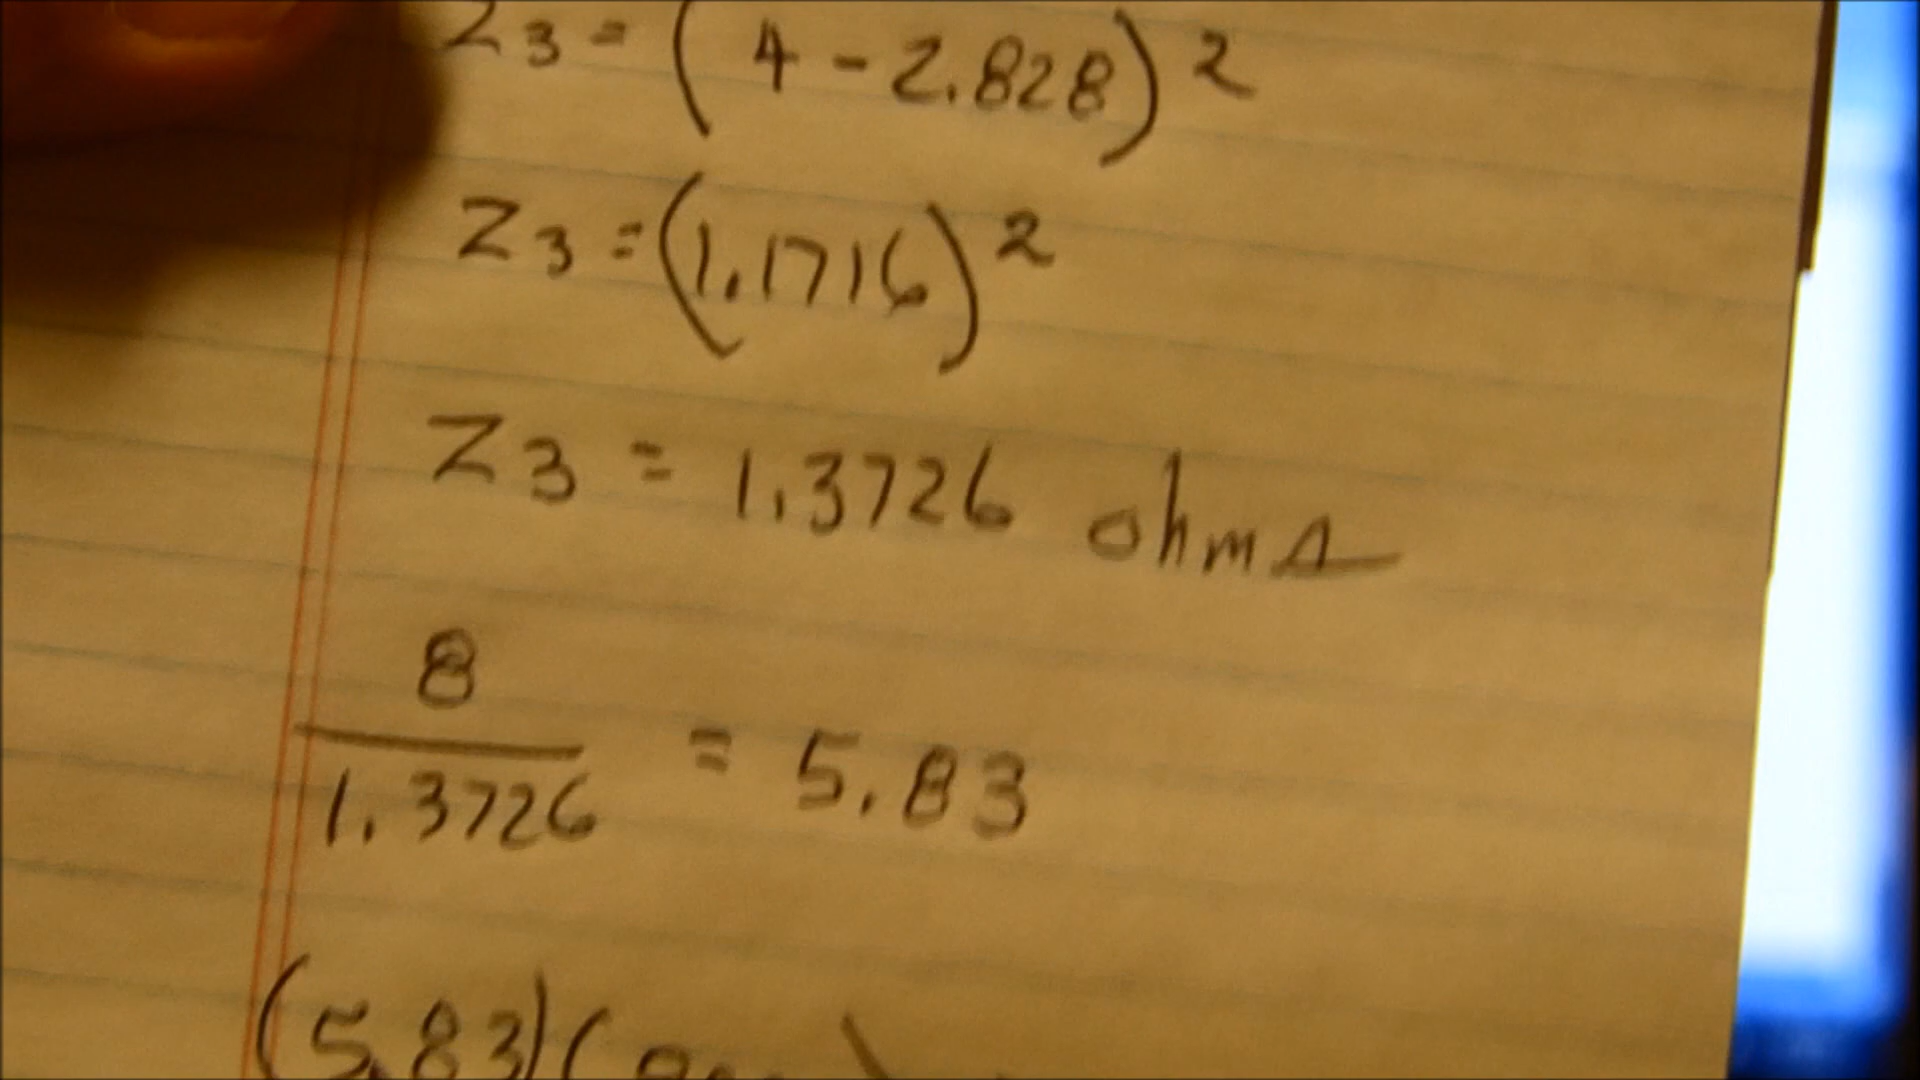 Z3 = (4 - 2.828)2
Z3 = (1.1716)2
Z3 = 1.3726 ohms
8
1.3726 = 5.83
(5.83)(